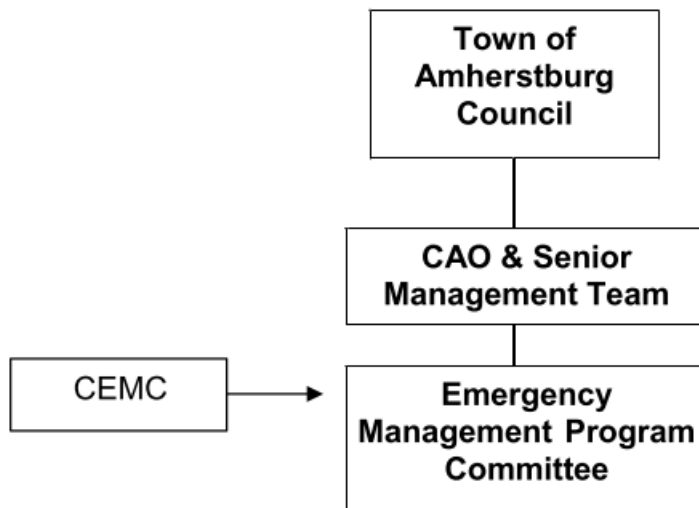 Town of
Amherstburg
Council
CAO & Senior
Management Team
CEMC
Emergency
Management Program
Committee